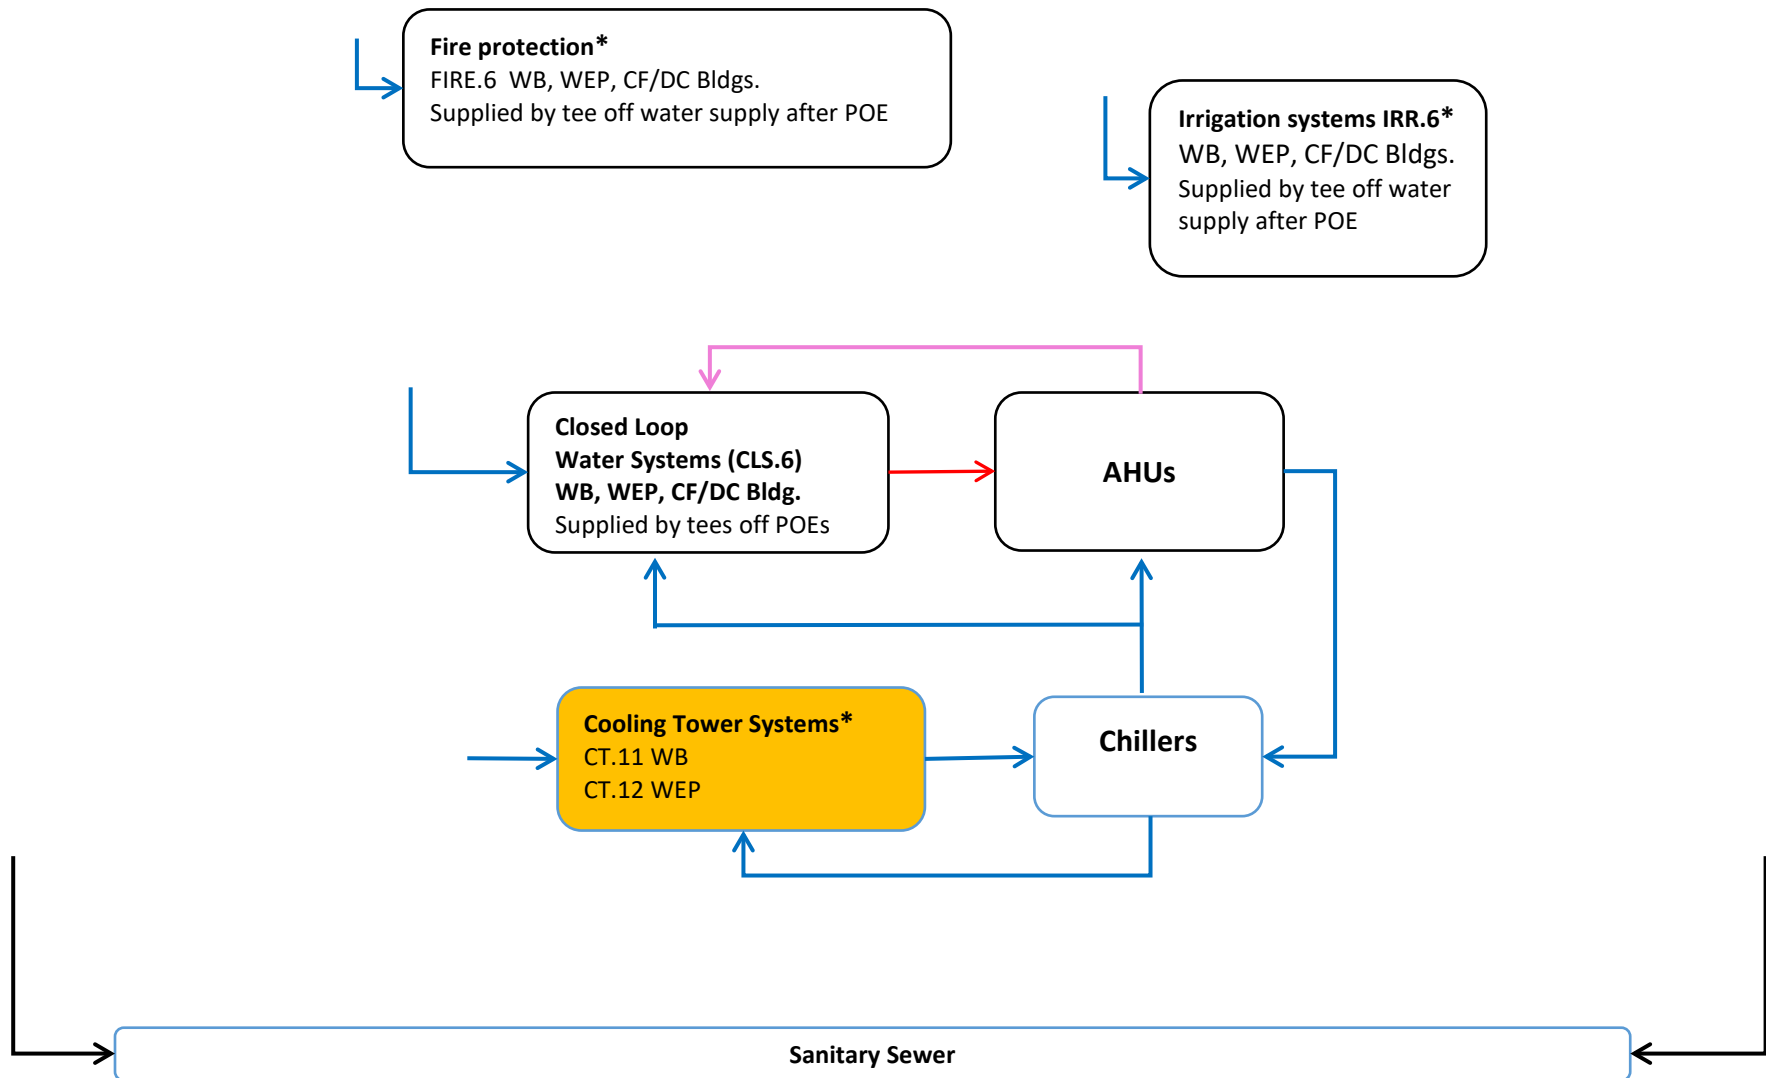 Fire protection*
FIRE.6  WB, WEP, CF/DC Bldgs.
Supplied by tee off water supply after POE
Irrigation systems IRR.6*
WB, WEP, CF/DC Bldgs.
Supplied by tee off water
supply after POE
Closed Loop
Water Systems (CLS.6)
WB, WEP, CF/DC Bldg.
Supplied by tees off POEs
AHUs
Cooling Tower Systems*
CT.11 WB
CT.12 WEP
Chillers
Sanitary Sewer